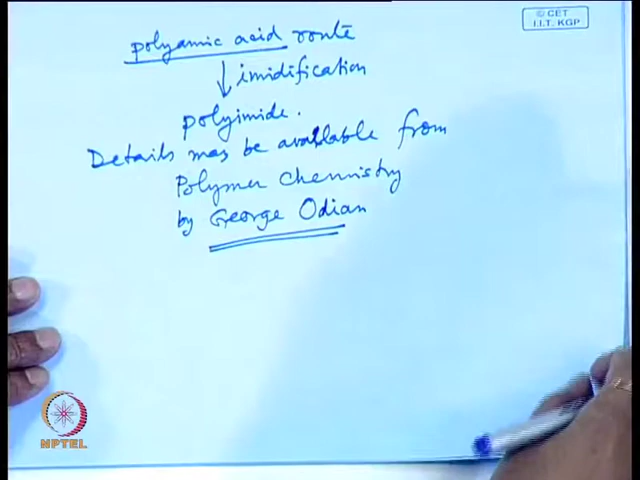 © CET
I.I.T. KGP
polyamic acid route
↓ imidification
polyimide.
Details may be available from
Polymer chemistry
by George Odian
NPTEL